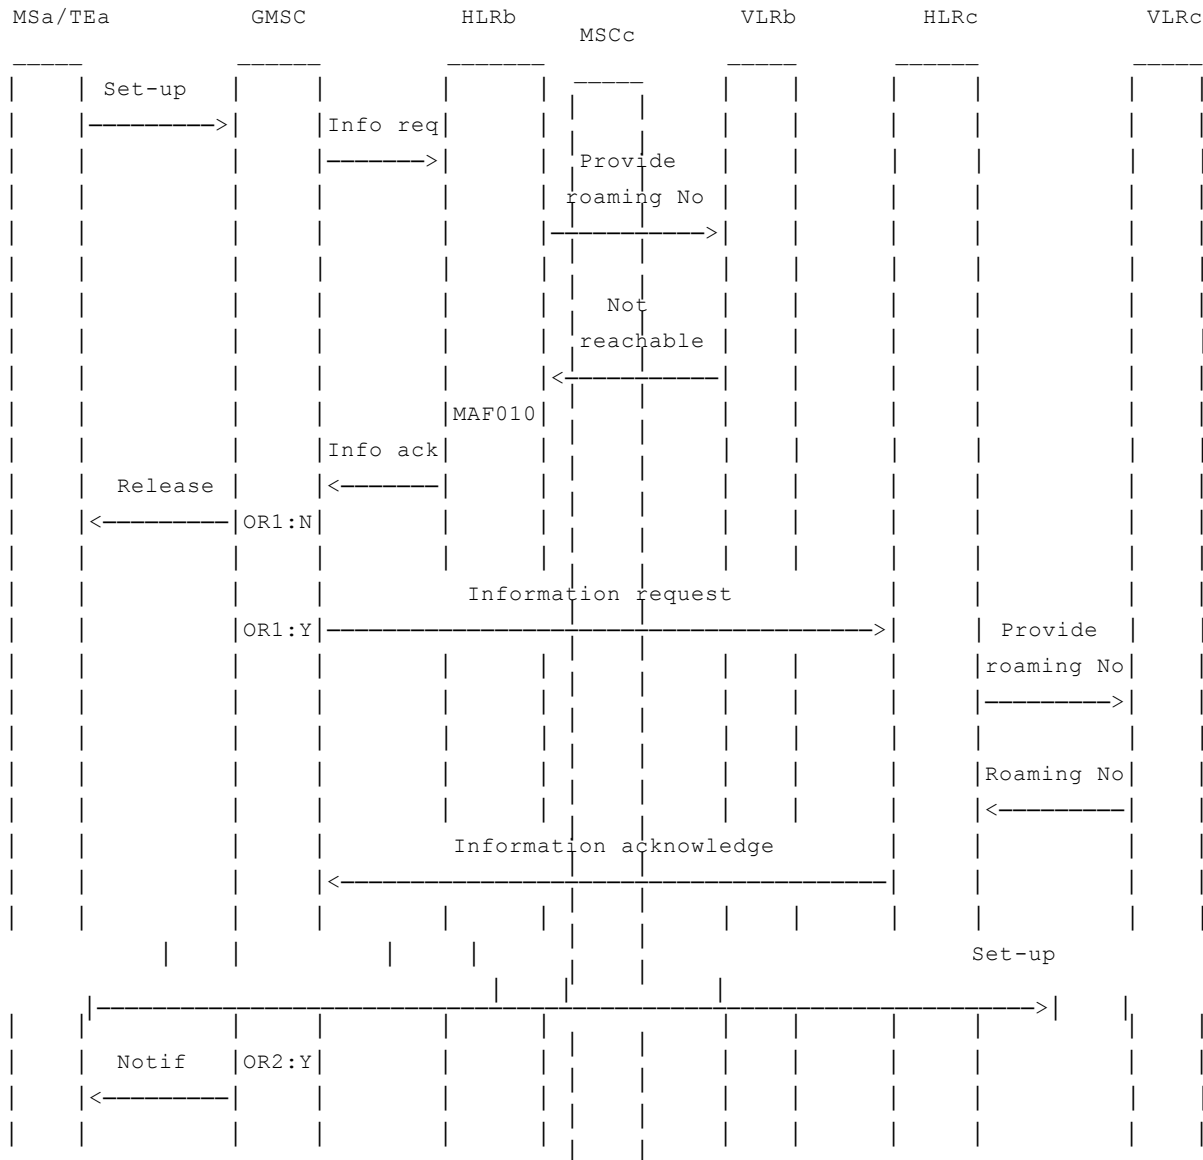 MSa/TEa GMSC HLRb VLRb HLRc VLRc
MSCc
Set-up
Info req
Provide
roaming No
Not
reachable
MAF010
Info ack
Release
OR1:N
Information request
OR1:Y Provide
roaming No
Roaming No
Information acknowledge
Set-up
Notif OR2:Y